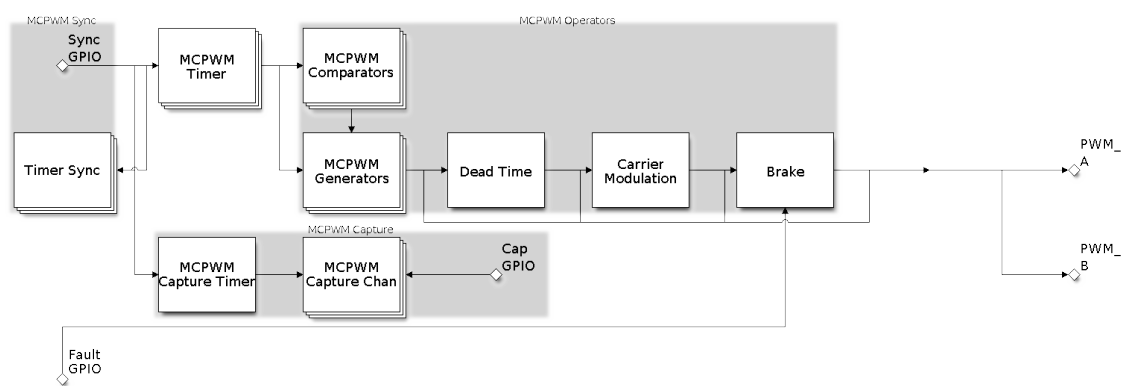 MCPWM Sync
MCPWM Operators
Sync
GPIO
MCPWM
Timer
MCPWM
Comparators
Timer Sync
MCPWM
Generators
Dead Time
Carrier
Modulation
Brake
PWM_
A
MCPWM Capture
MCPWM
Capture Timer
MCPWM
Capture Chan
Cap
GPIO
PWM_
B
Fault
GPIO